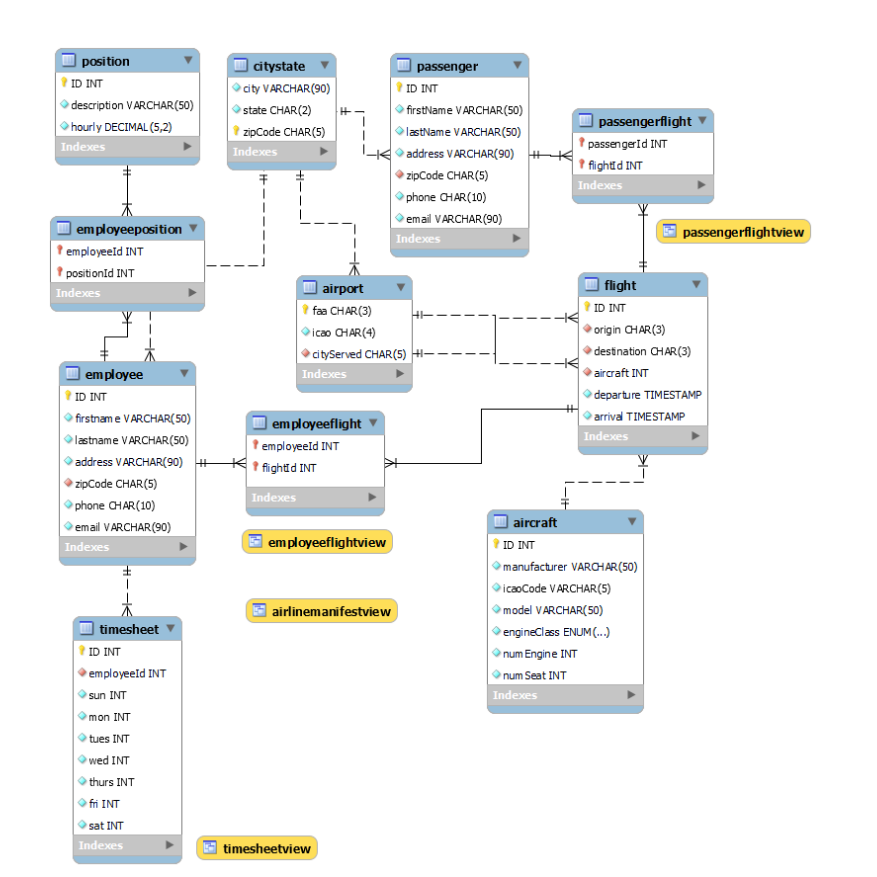 position
ID INT
description VARCHAR(50)
hourly DECIMAL(5,2)
Indexes
citystate
city VARCHAR(90)
state CHAR(2)
zipCode CHAR(5)
Indexes
passenger
ID INT
firstName VARCHAR(50)
lastName VARCHAR(50)
address VARCHAR(90)
zipCode CHAR(5)
phone CHAR(10)
email VARCHAR(90)
Indexes
passengerflight
passengerId INT
flightId INT
Indexes
passengerflightview
employeeposition
employeeId INT
positionId INT
Indexes
airport
faa CHAR(3)
icao CHAR(4)
cityServed CHAR(5)
Indexes
flight
ID INT
origin CHAR(3)
destination CHAR(3)
aircraft INT
departure TIMESTAMP
arrival TIMESTAMP
Indexes
employee
ID INT
firstname VARCHAR(50)
lastname VARCHAR(50)
address VARCHAR(90)
zipCode CHAR(5)
phone CHAR(10)
email VARCHAR(90)
Indexes
employeeflight
employeeId INT
flightId INT
Indexes
employeeflightview
airlinemanifestview
aircraft
ID INT
manufacturer VARCHAR(50)
icaoCode VARCHAR(5)
model VARCHAR(50)
engineClass ENUM(...)
numEngine INT
numSeat INT
Indexes
timesheet
ID INT
employeeId INT
sun INT
mon INT
tues INT
wed INT
thurs INT
fri INT
sat INT
Indexes
timesheetview